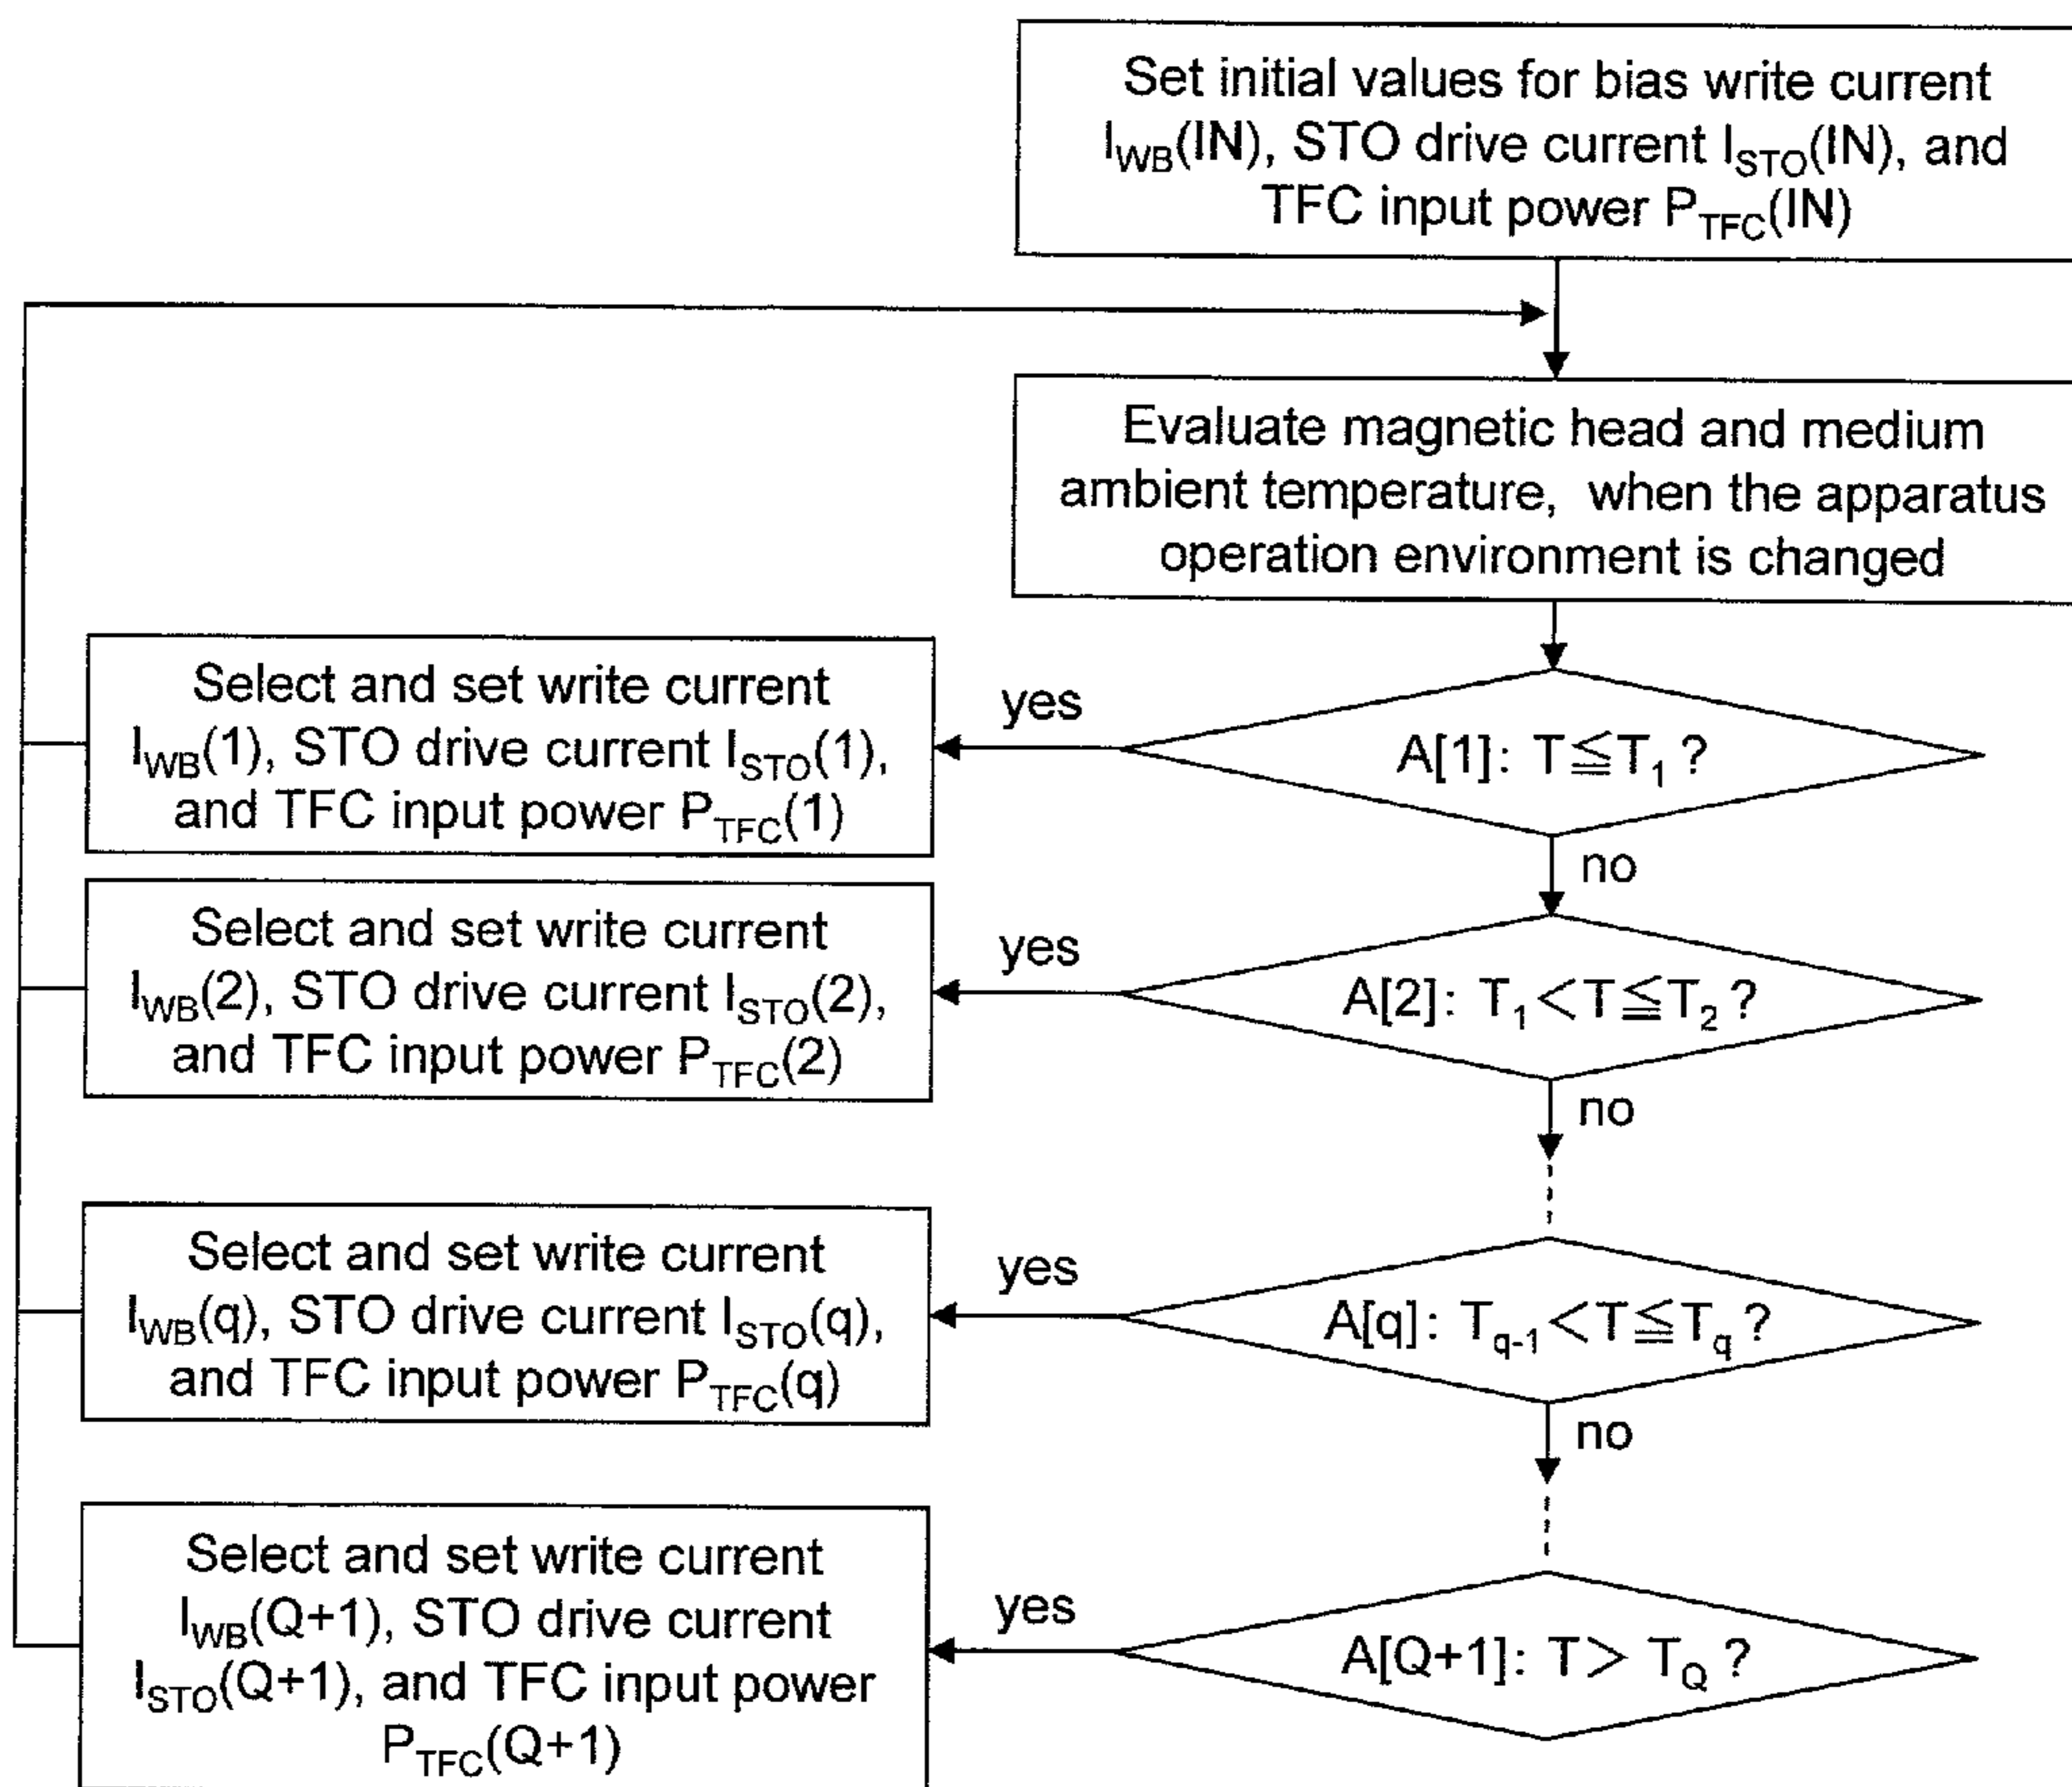 Set initial values for bias write current
I_WB(IN), STO drive current I_STO(IN), and
TFC input power P_TFC(IN)
Evaluate magnetic head and medium
ambient temperature, when the apparatus
operation environment is changed
Select and set write current
I_WB(1), STO drive current I_STO(1),
and TFC input power P_TFC(1)
yes
A[1]: T≦T_1 ?
no
Select and set write current
I_WB(2), STO drive current I_STO(2),
and TFC input power P_TFC(2)
yes
A[2]: T_1<T≦T_2 ?
no
Select and set write current
I_WB(q), STO drive current I_STO(q),
and TFC input power P_TFC(q)
yes
A[q]: T_q-1<T≦T_q ?
no
Select and set write current
I_WB(Q+1), STO drive current
I_STO(Q+1), and TFC input power
P_TFC(Q+1)
yes
A[Q+1]: T> T_Q ?